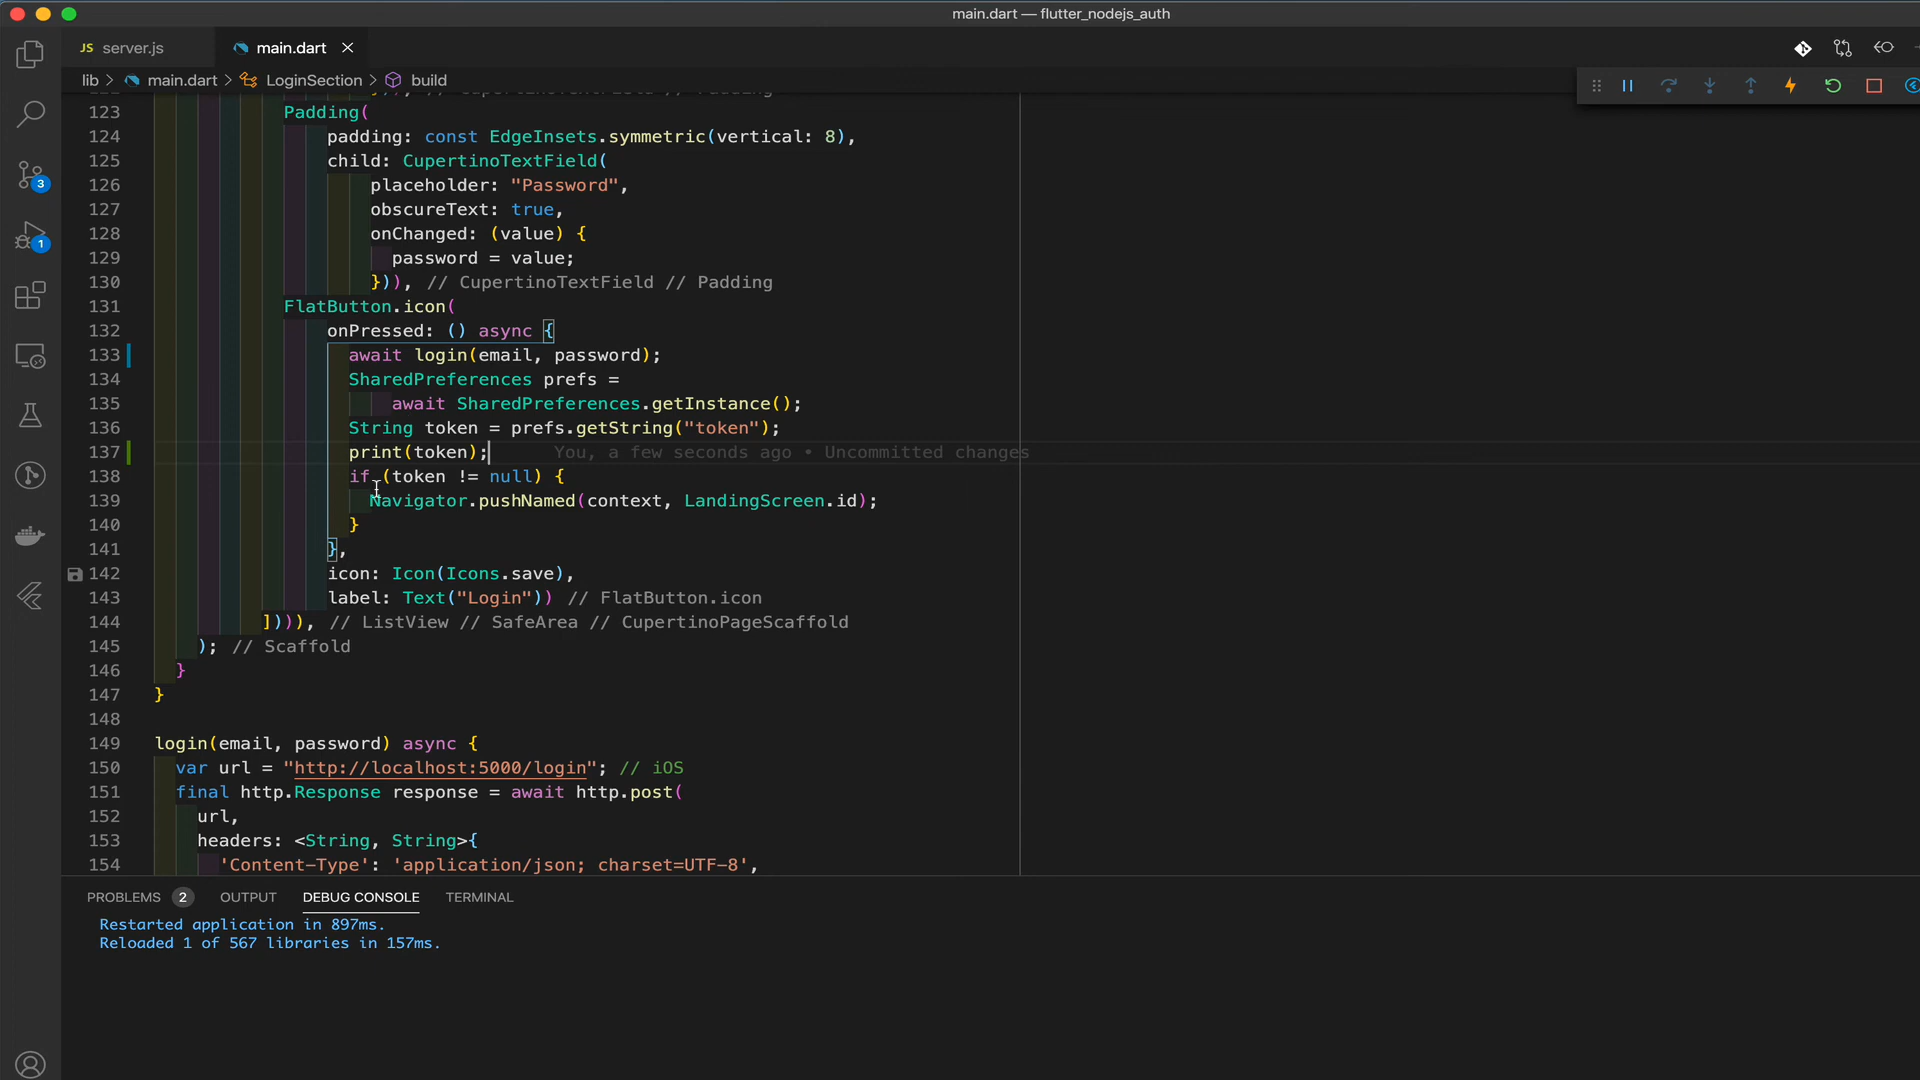 main.dart — flutter_nodejs_auth
JS server.js
main.dart
lib > main.dart > LoginSection > build
123 Padding(
124 padding: const EdgeInsets.symmetric(vertical: 8),
125 child: CupertinoTextField(
126 placeholder: "Password",
127 obscureText: true,
128 onChanged: (value) {
129 password = value;
130 })), // CupertinoTextField // Padding
131 FlatButton.icon(
132 onPressed: () async {
133 await login(email, password);
134 SharedPreferences prefs =
135 await SharedPreferences.getInstance();
136 String token = prefs.getString("token");
137 print(token); You, a few seconds ago • Uncommitted changes
138 if (token != null) {
139 Navigator.pushNamed(context, LandingScreen.id);
140 }
141 },
142 icon: Icon(Icons.save),
143 label: Text("Login")) // FlatButton.icon
144 ]))), // ListView // SafeArea // CupertinoPageScaffold
145 ); // Scaffold
146 }
147 }
148
149 login(email, password) async {
150 var url = "http://localhost:5000/login"; // iOS
151 final http.Response response = await http.post(
152 url,
153 headers: <String, String>{
154 'Content-Type': 'application/json; charset=UTF-8',
3
1
PROBLEMS 2 OUTPUT DEBUG CONSOLE TERMINAL
Restarted application in 897ms.
Reloaded 1 of 567 libraries in 157ms.